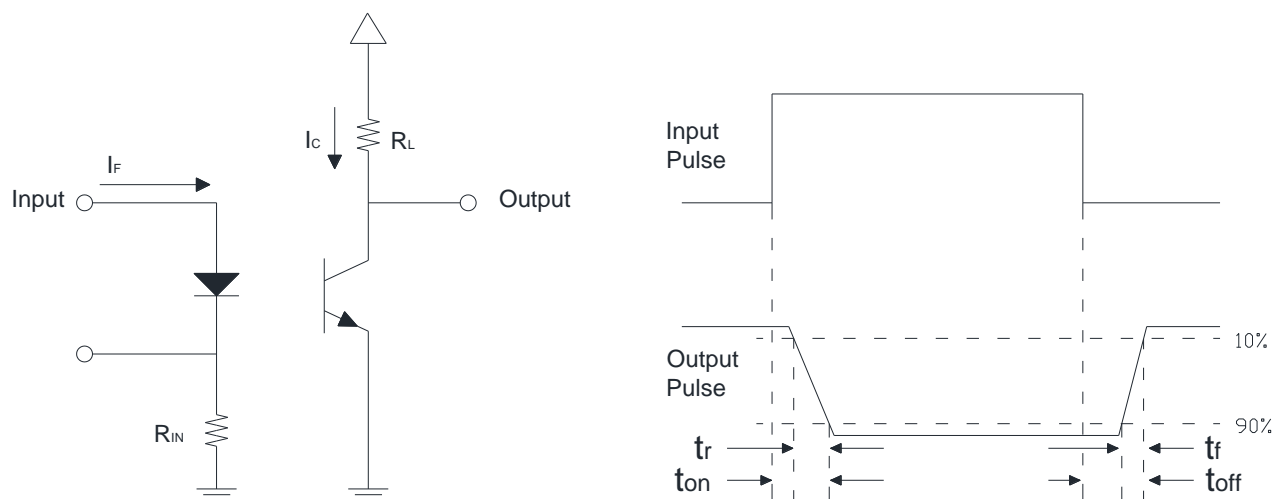 Input
IF
IC
RL
Output
RIN
Input
Pulse
Output
Pulse
10%
90%
tr
tf
ton
toff